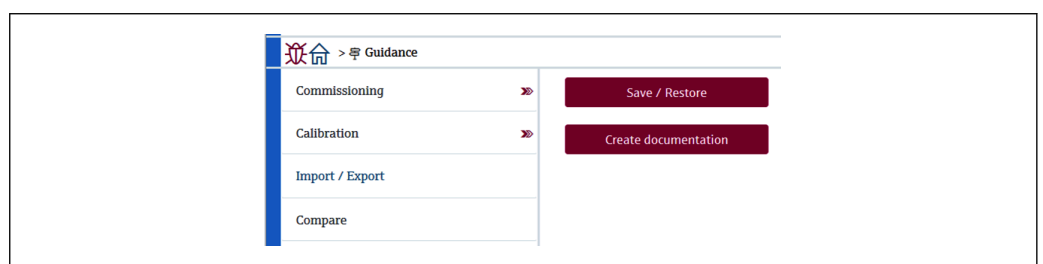 > Guidance
Commissioning
Calibration
Import / Export
Compare
Save / Restore
Create documentation